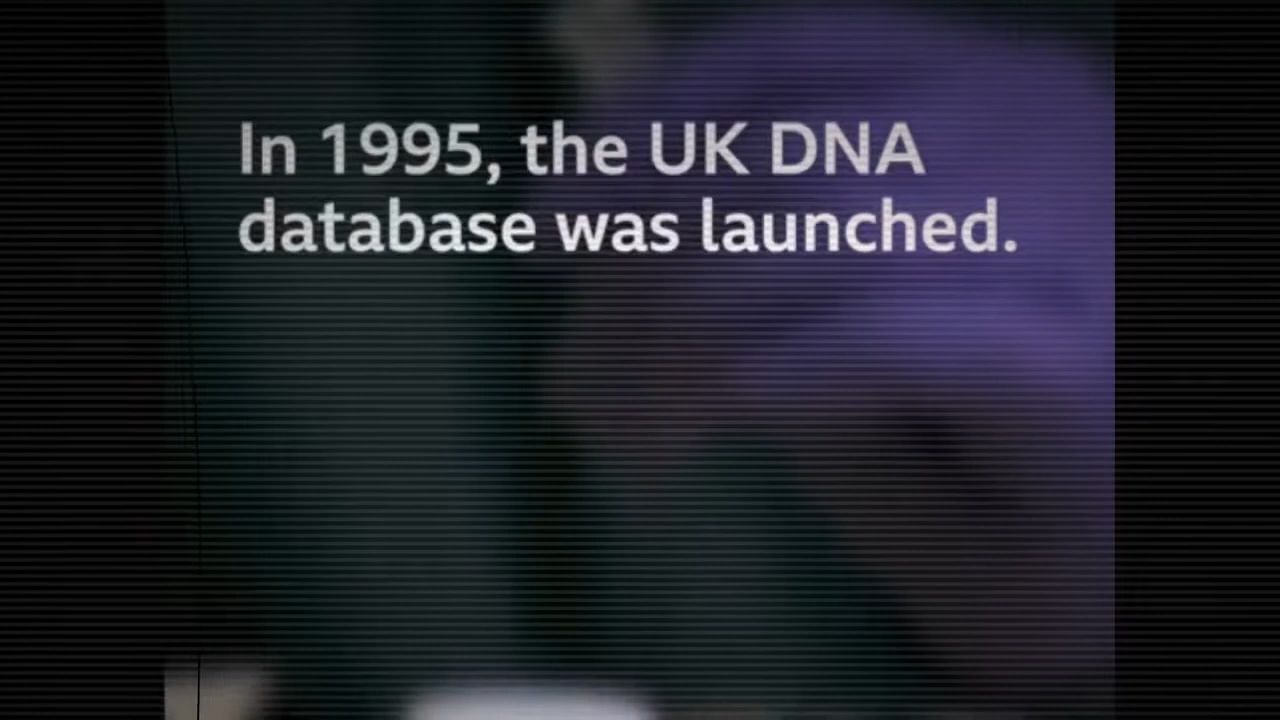 In 1995, the UK DNA
database was launched.